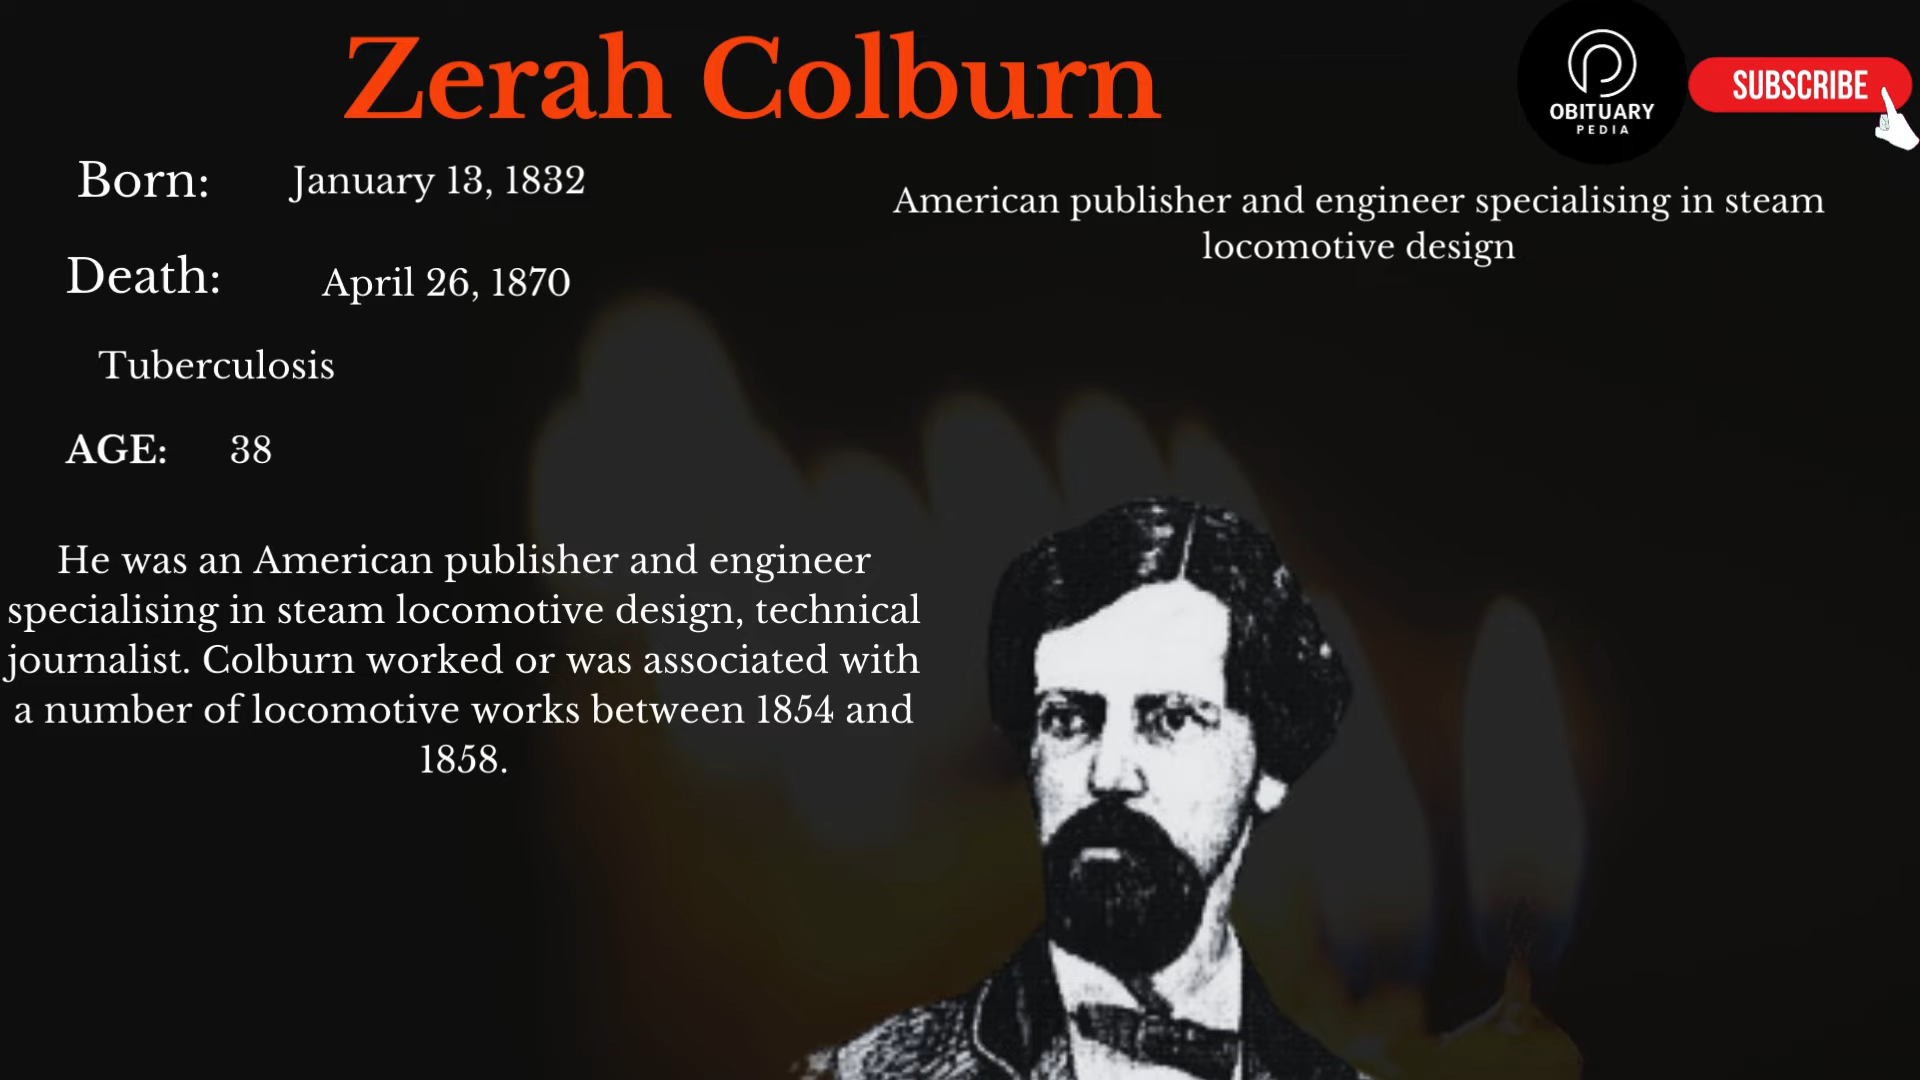 Zerah Colburn
OBITUARY
PEDIA
SUBSCRIBE
Born: January 13, 1832
American publisher and engineer specialising in steam
locomotive design
Death: April 26, 1870
Tuberculosis
AGE: 38
He was an American publisher and engineer
specialising in steam locomotive design, technical
journalist. Colburn worked or was associated with
a number of locomotive works between 1854 and
1858.